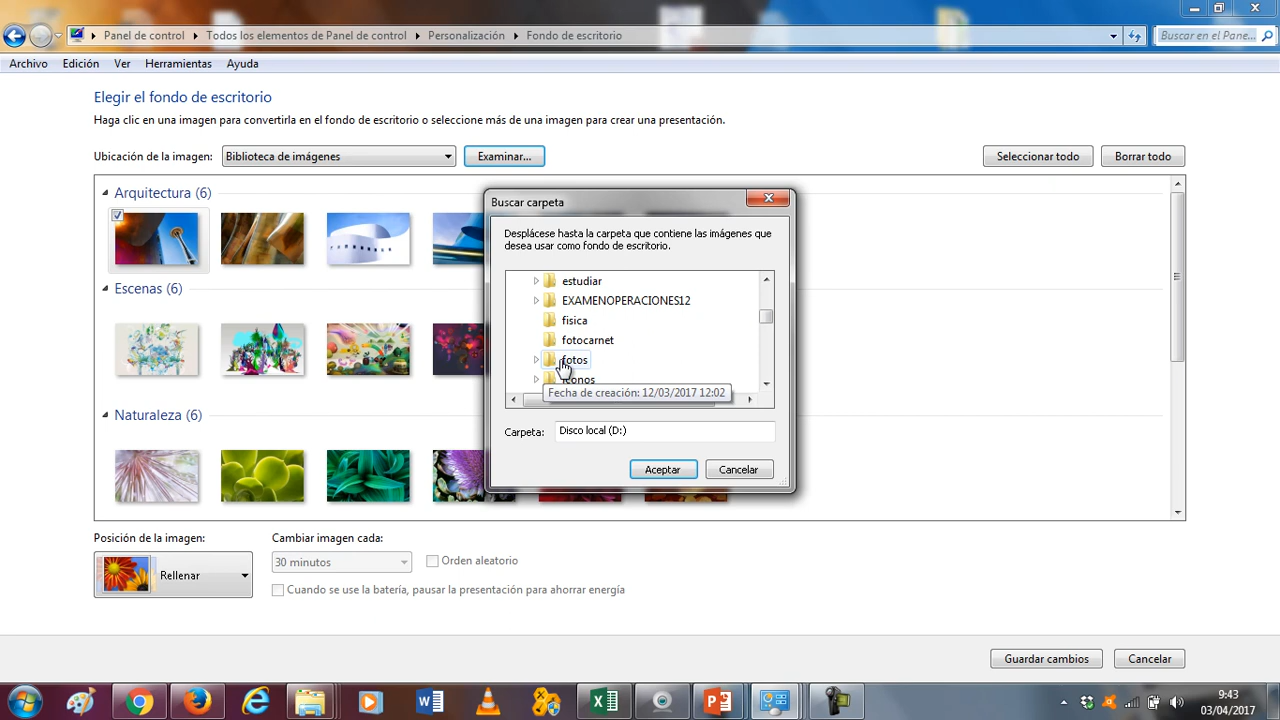 Panel de control
Todos los elementos de Panel de control
Personalización
Fondo de escritorio
Buscar en el Pane...
Archivo
Edición
Ver
Herramientas
Ayuda
Elegir el fondo de escritorio
Haga clic en una imagen para convertirla en el fondo de escritorio o seleccione más de una imagen para crear una presentación.
Ubicación de la imagen:
Biblioteca de imágenes
Examinar...
Seleccionar todo
Borrar todo
Arquitectura (6)
Escenas (6)
Naturaleza (6)
Buscar carpeta
Desplácese hasta la carpeta que contiene las imágenes que
desea usar como fondo de escritorio.
estudiar
EXAMENOPERACIONES12
fisica
fotocarnet
fotos
iconos
Fecha de creación: 12/03/2017 12:02
Carpeta:
Disco local (D:)
Aceptar
Cancelar
Posición de la imagen:
Rellenar
Cambiar imagen cada:
30 minutos
Orden aleatorio
Cuando se use la batería, pausar la presentación para ahorrar energía
Guardar cambios
Cancelar
9:43
03/04/2017